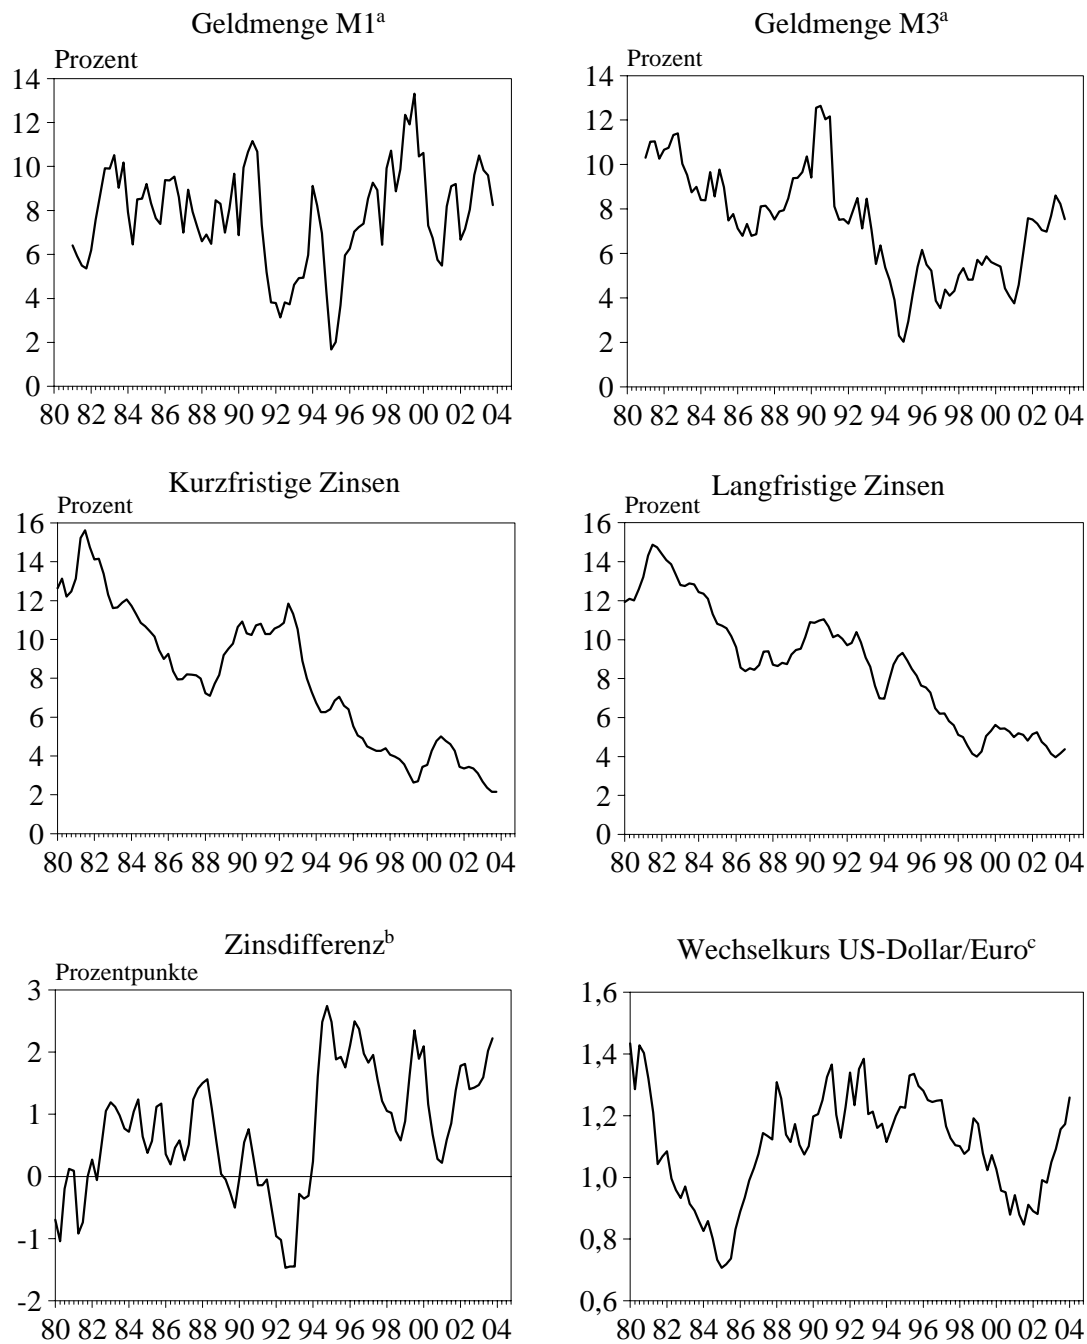 Geldmenge M1ᵃ
Prozent
14
12
10
8
6
4
2
0
80 82 84 86 88 90 92 94 96 98 00 02 04
Geldmenge M3ᵃ
Prozent
14
12
10
8
6
4
2
0
80 82 84 86 88 90 92 94 96 98 00 02 04
Kurzfristige Zinsen
Prozent
16
14
12
10
8
6
4
2
0
80 82 84 86 88 90 92 94 96 98 00 02 04
Langfristige Zinsen
Prozent
16
14
12
10
8
6
4
2
0
80 82 84 86 88 90 92 94 96 98 00 02 04
Zinsdifferenzᵇ
Prozentpunkte
3
2
1
0
-1
-2
80 82 84 86 88 90 92 94 96 98 00 02 04
Wechselkurs US-Dollar/Euroᶜ
1,6
1,4
1,2
1,0
0,8
0,6
80 82 84 86 88 90 92 94 96 98 00 02 04